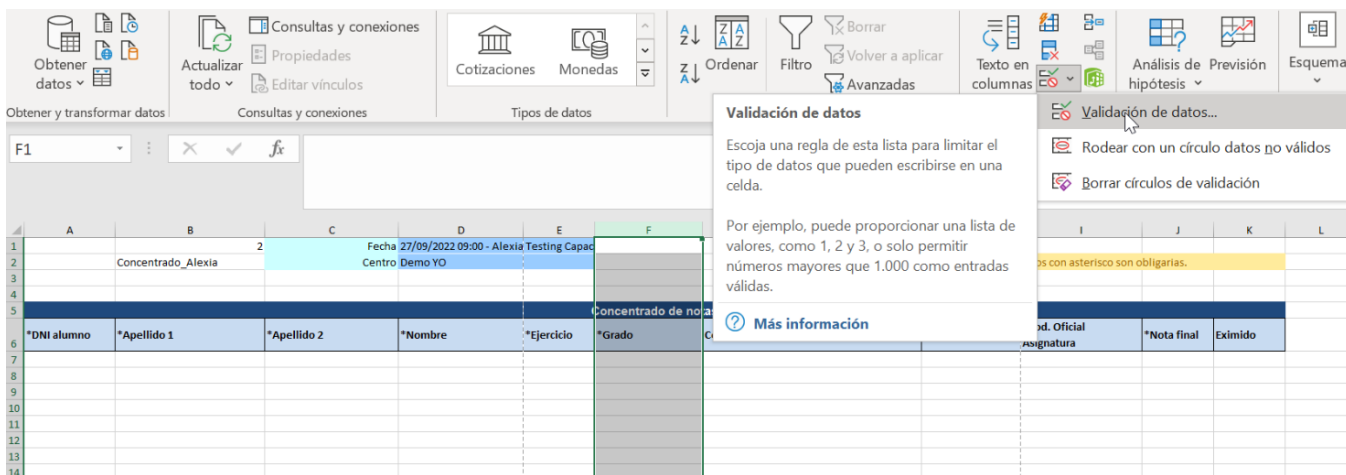 Obtener datos
Actualizar todo
Consultas y conexiones
Propiedades
Editar vínculos
Cotizaciones
Monedas
Ordenar
Filtro
Borrar
Volver a aplicar
Avanzadas
Texto en columnas
Análisis de hipótesis
Previsión
Esquema
Obtener y transformar datos
Consultas y conexiones
Tipos de datos
Validación de datos
Escoja una regla de esta lista para limitar el
tipo de datos que pueden escribirse en una
celda.
Por ejemplo, puede proporcionar una lista de
valores, como 1, 2 y 3, o solo permitir
números mayores que 1.000 como entradas
válidas.
Más información
Validación de datos...
Rodear con un círculo datos no válidos
Borrar círculos de validación
F1
fx
A B C D E F I J K L
1 2 Fecha 27/09/2022 09:00 - Alexia Testing Capac
2 Concentrado_Alexia Centro Demo YO os con asterisco son obligarias.
3
4
5 Concentrado de notas
6 *DNI alumno *Apellido 1 *Apellido 2 *Nombre *Ejercicio *Grado od. Oficial Asignatura *Nota final Eximido
7
8
9
10
11
12
13
14